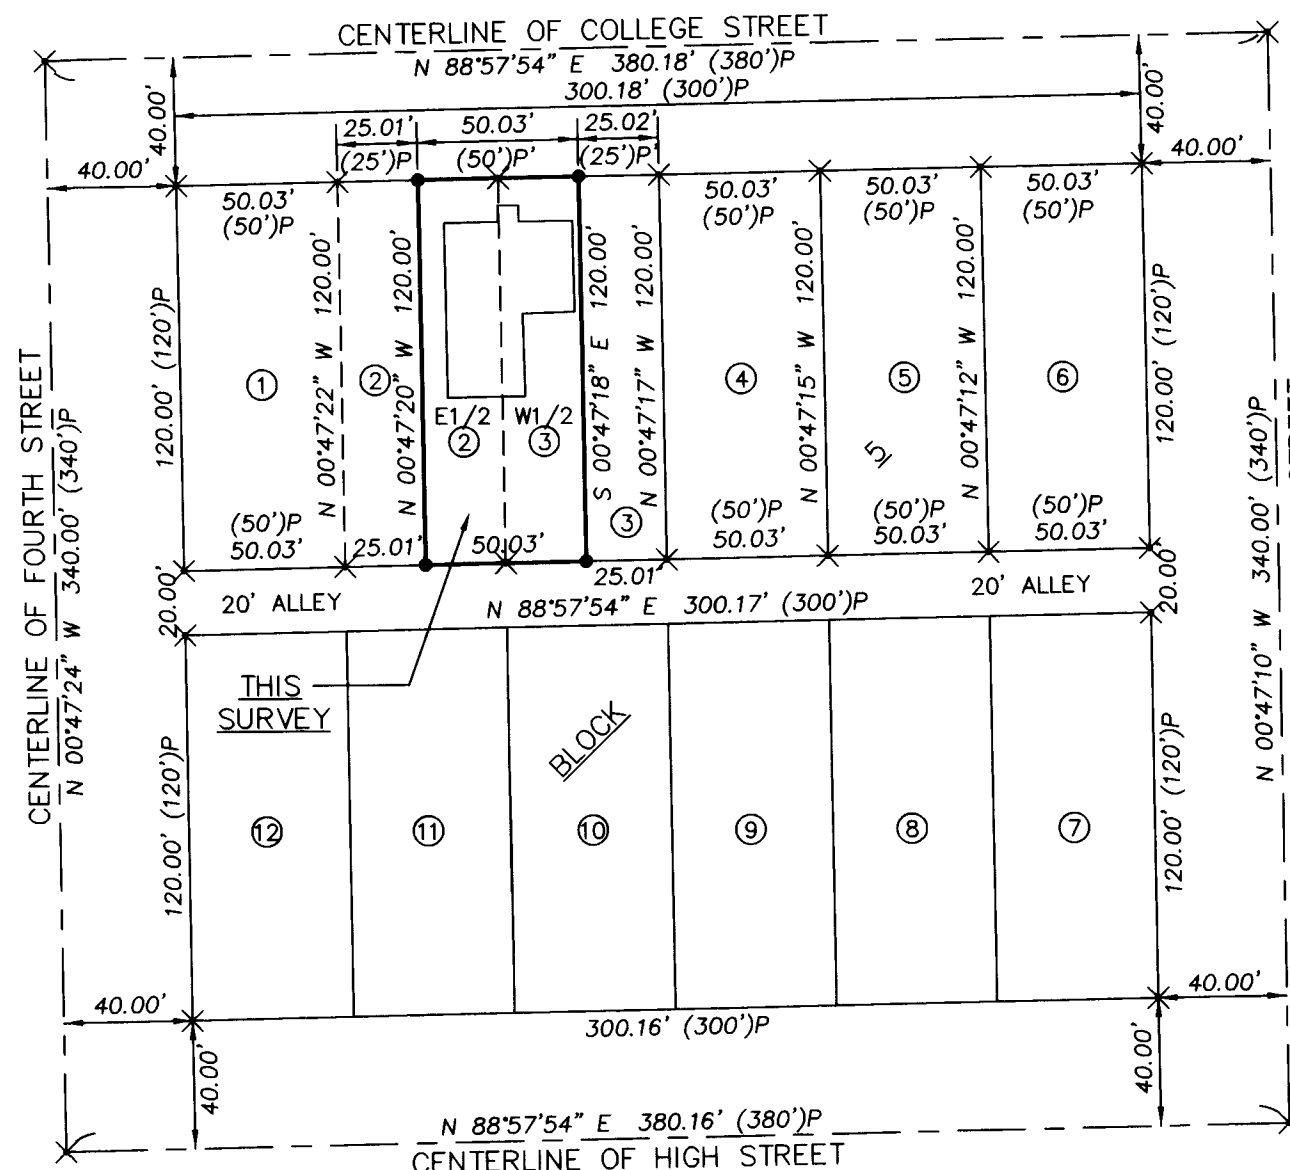 CENTERLINE OF COLLEGE STREET
N 88°57'54" E 380.18' (380')P
300.18' (300')P
40.00'
40.00'
25.01' 50.03' 25.02'
(25')P (50')P' (25')P'
40.00'
40.00'
50.03'
(50')P
50.03'
(50')P
50.03'
(50')P
50.03'
(50')P
120.00' (120')P
N 00°47'22" W 120.00'
N 00°47'20" W 120.00'
S 00°47'18" E 120.00'
N 00°47'17" W 120.00'
N 00°47'15" W 120.00'
N 00°47'12" W 120.00'
120.00' (120')P
1
2
4
5
6
E1/2
2
W1/2
3
5
3
(50')P
50.03'
25.01'
50.03'
25.01'
(50')P
50.03'
(50')P
50.03'
(50')P
50.03'
CENTERLINE OF FOURTH STREET
N 00°47'24" W 340.00' (340')P
N 00°47'10" W 340.00' (340')P
20.00'
20' ALLEY
N 88°57'54" E 300.17' (300')P
20' ALLEY
20.00'
THIS
SURVEY
BLOCK
120.00' (120')P
120.00' (120')P
12
11
10
9
8
7
40.00'
40.00'
300.16' (300')P
40.00'
40.00'
N 88°57'54" E 380.16' (380')P
CENTERLINE OF HIGH STREET